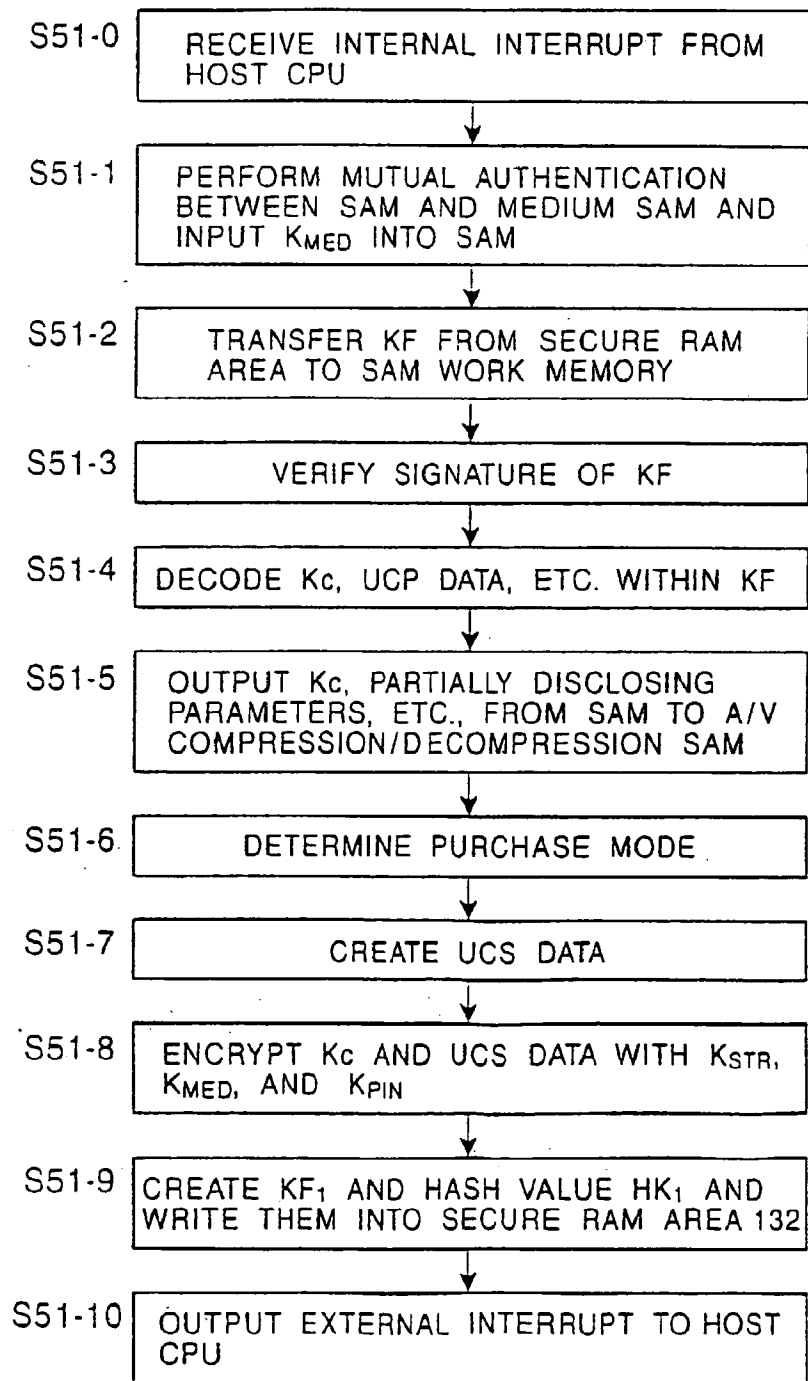 S51-0
RECEIVE INTERNAL INTERRUPT FROM
HOST CPU
S51-1
PERFORM MUTUAL AUTHENTICATION
BETWEEN SAM AND MEDIUM SAM AND
INPUT KMED INTO SAM
S51-2
TRANSFER KF FROM SECURE RAM
AREA TO SAM WORK MEMORY
S51-3
VERIFY SIGNATURE OF KF
S51-4
DECODE Kc, UCP DATA, ETC. WITHIN KF
S51-5
OUTPUT Kc, PARTIALLY DISCLOSING
PARAMETERS, ETC., FROM SAM TO A/V
COMPRESSION/DECOMPRESSION SAM
S51-6
DETERMINE PURCHASE MODE
S51-7
CREATE UCS DATA
S51-8
ENCRYPT Kc AND UCS DATA WITH KSTR,
KMED, AND KPIN
S51-9
CREATE KF1 AND HASH VALUE HK1 AND
WRITE THEM INTO SECURE RAM AREA 132
S51-10
OUTPUT EXTERNAL INTERRUPT TO HOST
CPU